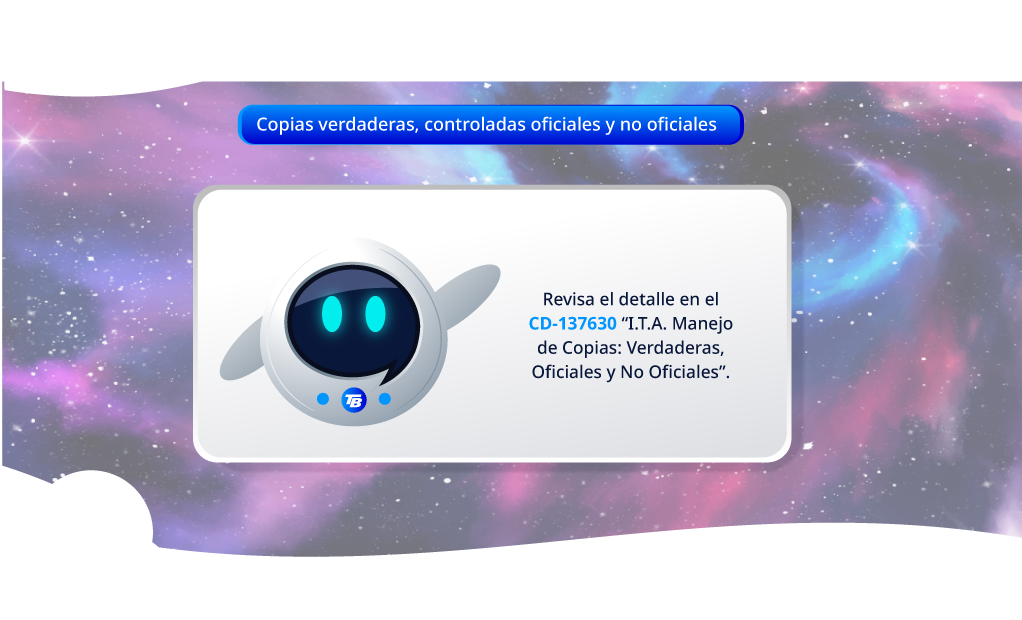 Copias verdaderas, controladas oficiales y no oficiales
Revisa el detalle en el
CD-137630 “I.T.A. Manejo
de Copias: Verdaderas,
Oficiales y No Oficiales”.
TB